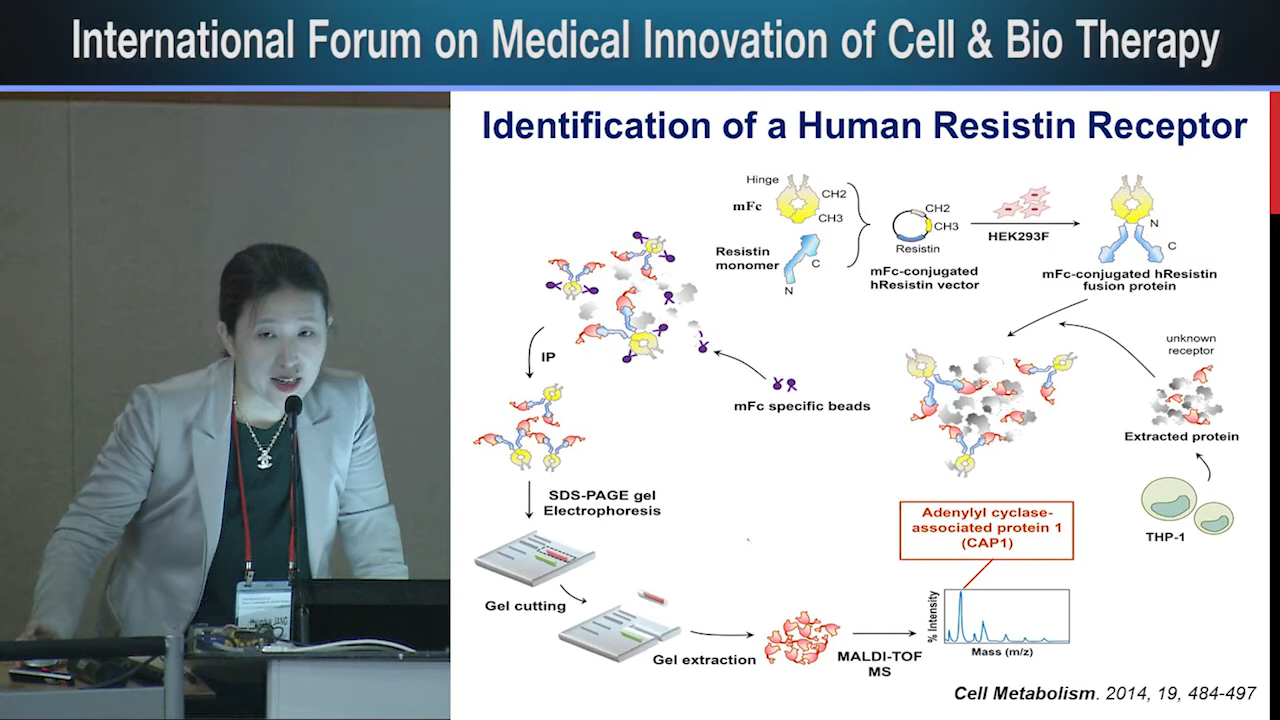 International Forum on Medical Innovation of Cell & Bio Therapy
Identification of a Human Resistin Receptor
Hinge
CH2
mFc
CH3
Resistin
monomer
C
N
CH2
CH3
Resistin
mFc-conjugated
hResistin vector
HEK293F
N
C
mFc-conjugated hResistin
fusion protein
unknown
receptor
Extracted protein
THP-1
mFc specific beads
IP
SDS-PAGE gel
Electrophoresis
Gel cutting
Gel extraction
MALDI-TOF
MS
Adenylyl cyclase-
associated protein 1
(CAP1)
% Intensity
Mass (m/z)
Cell Metabolism. 2014, 19, 484-497
JANG